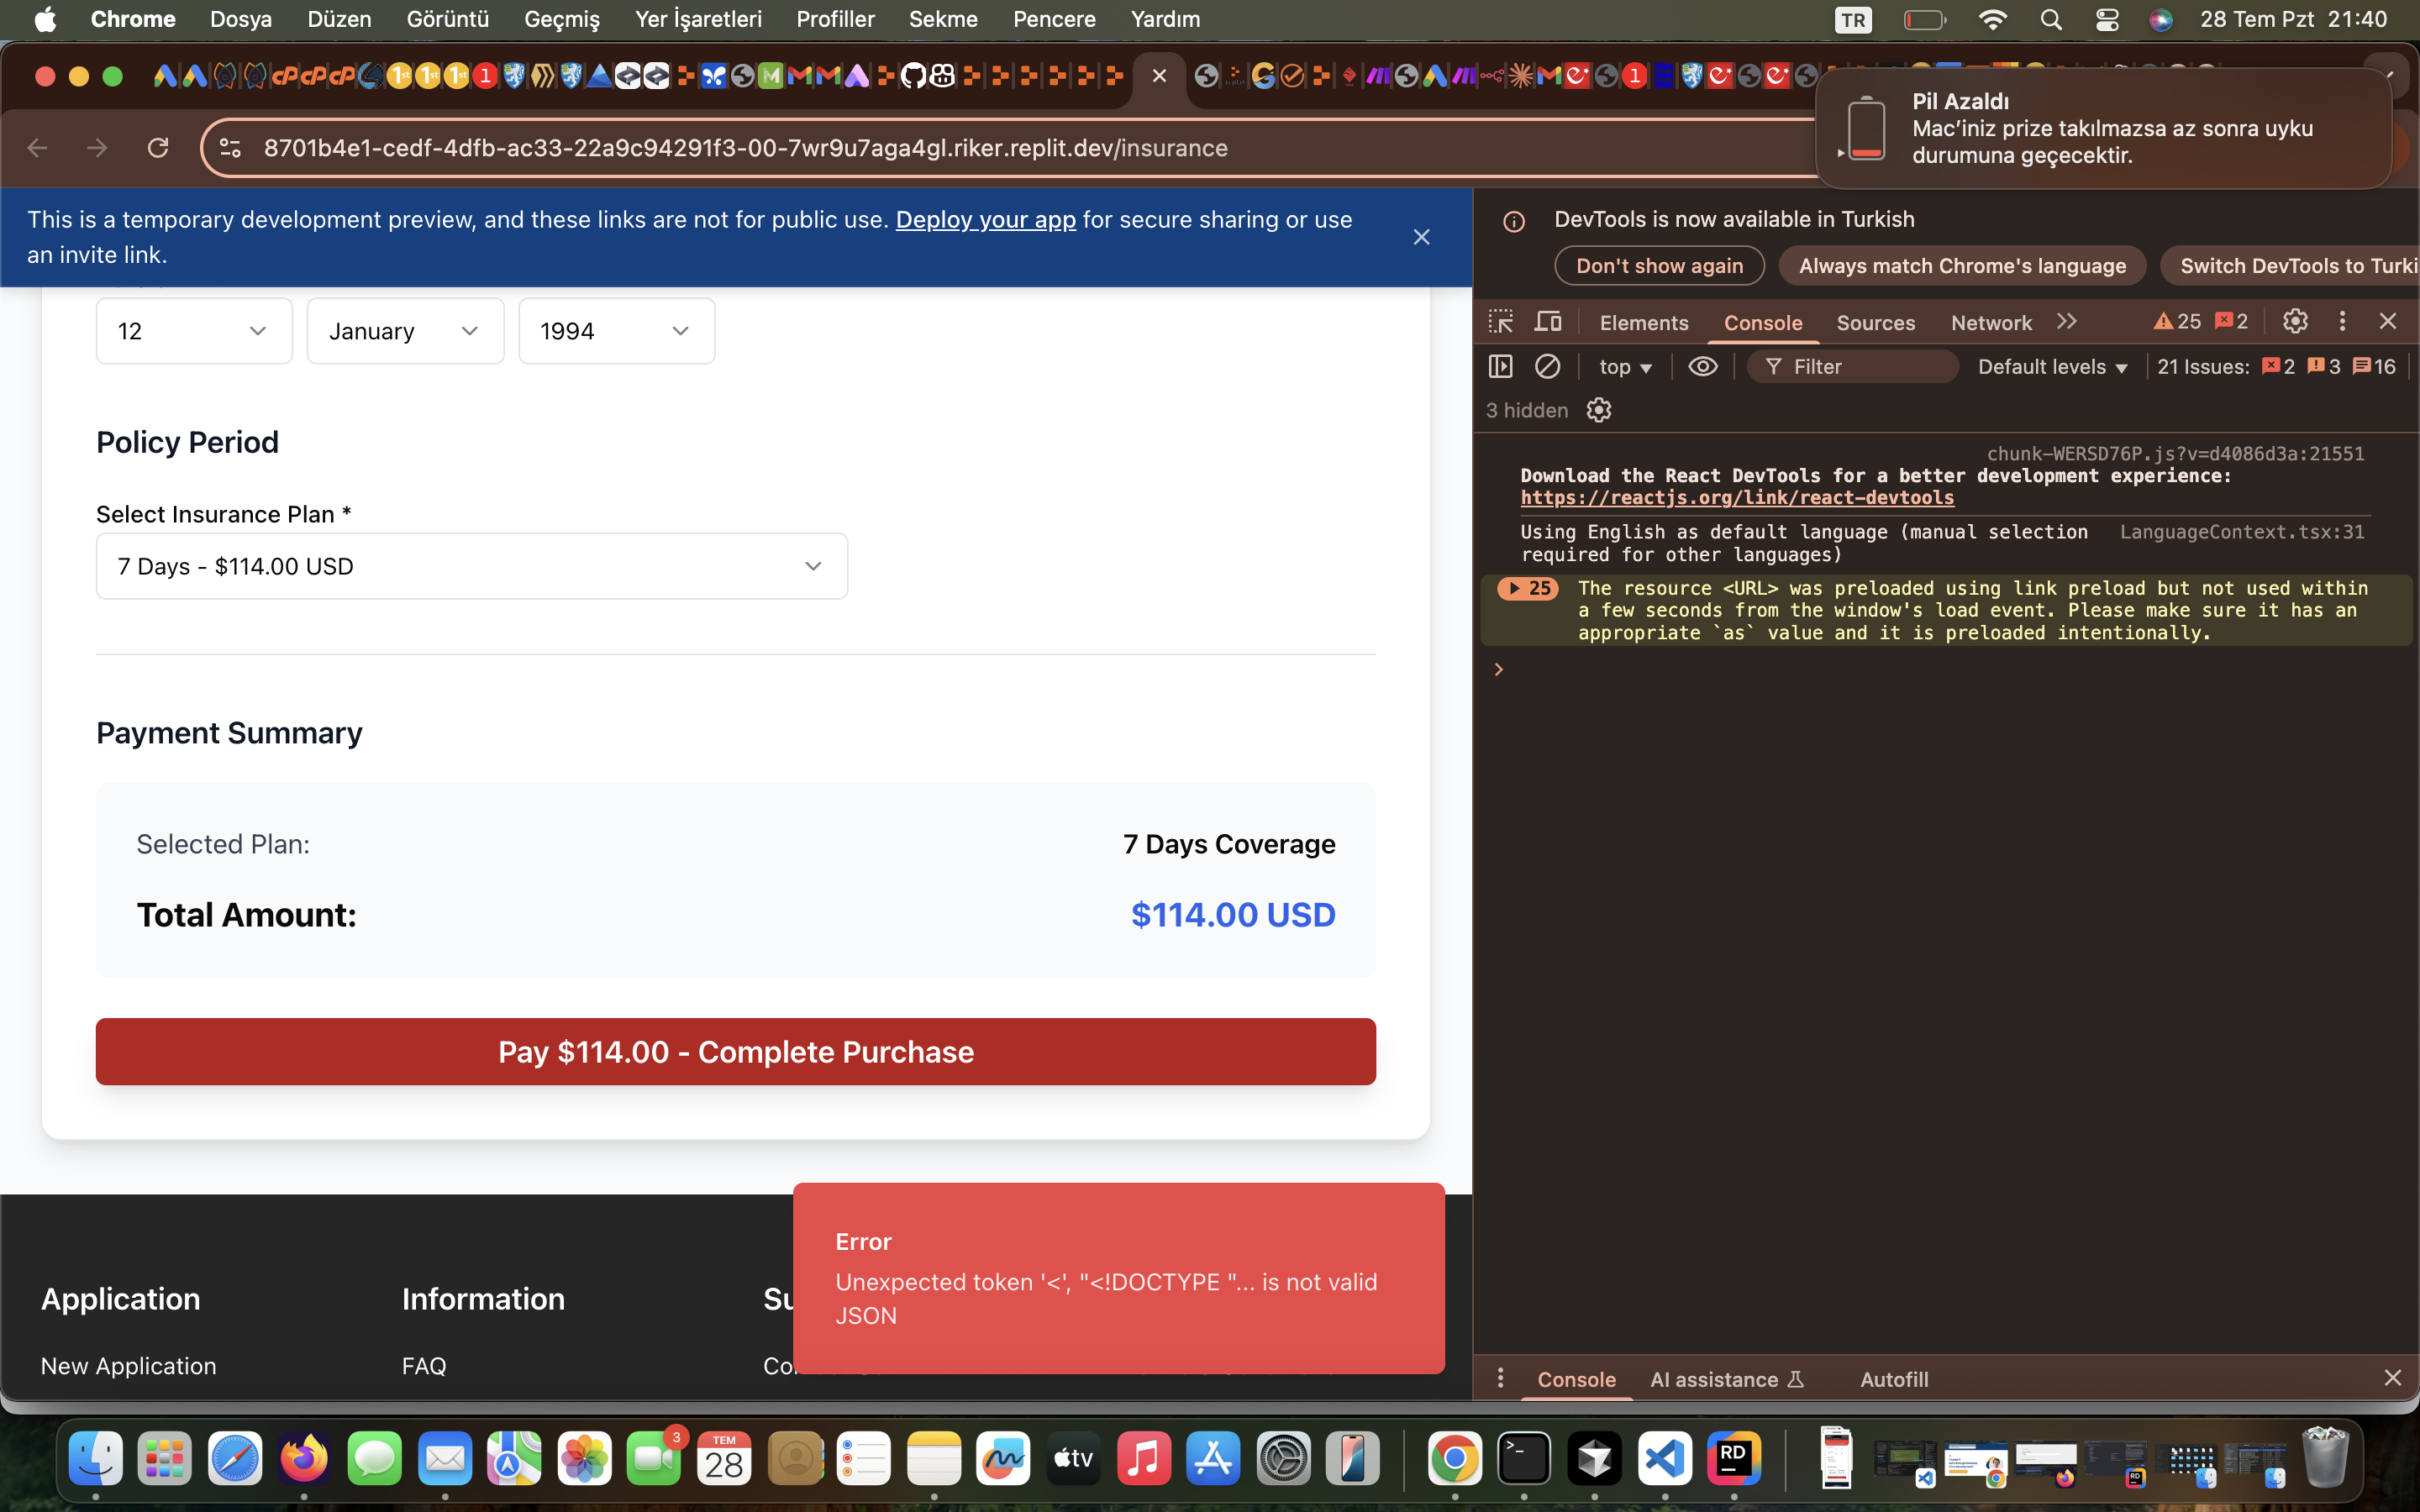 Chrome Dosya Düzen Görüntü Geçmiş Yer İşaretleri Profiller Sekme Pencere Yardım TR 28 Tem Pzt 21:40
8701b4e1-cedf-4dfb-ac33-22a9c94291f3-00-7wr9u7aga4gl.riker.replit.dev/insurance
Pil Azaldı
Mac'iniz prize takılmazsa az sonra uyku
durumuna geçecektir.
This is a temporary development preview, and these links are not for public use. Deploy your app for secure sharing or use
an invite link.
12 January 1994
Policy Period
Select Insurance Plan *
7 Days - $114.00 USD
Payment Summary
Selected Plan: 7 Days Coverage
Total Amount: $114.00 USD
Pay $114.00 - Complete Purchase
Error
Unexpected token '<', "<!DOCTYPE "... is not valid
JSON
Application Information Su
New Application FAQ Co
DevTools is now available in Turkish
Don't show again Always match Chrome's language Switch DevTools to Turki
Elements Console Sources Network 25 2
top Filter Default levels 21 Issues: 2 3 16
3 hidden
chunk-WERSD76P.js?v=d4086d3a:21551
Download the React DevTools for a better development experience:
https://reactjs.org/link/react-devtools
Using English as default language (manual selection LanguageContext.tsx:31
required for other languages)
25 The resource <URL> was preloaded using link preload but not used within
a few seconds from the window's load event. Please make sure it has an
appropriate `as` value and it is preloaded intentionally.
Console AI assistance Autofill
3
TEM
28
tv
RD